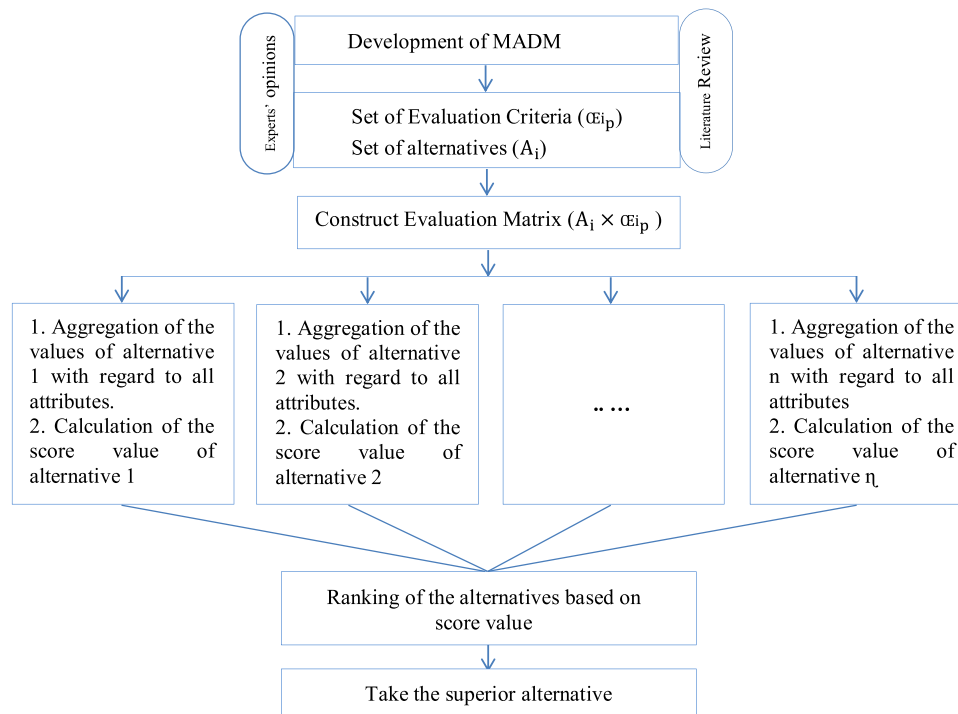 Development of MADM
Experts' opinions
Literature Review
Set of Evaluation Criteria (Œi_p)
Set of alternatives (A_i)
Construct Evaluation Matrix (A_i × Œi_p )
1. Aggregation of the
values of alternative
1 with regard to all
attributes.
2. Calculation of the
score value of
alternative 1
1. Aggregation of the
values of alternative
2 with regard to all
attributes.
2. Calculation of the
score value of
alternative 2
.. ...
1. Aggregation of the
values of alternative
n with regard to all
attributes
2. Calculation of the
score value of
alternative ɳ
Ranking of the alternatives based on
score value
Take the superior alternative